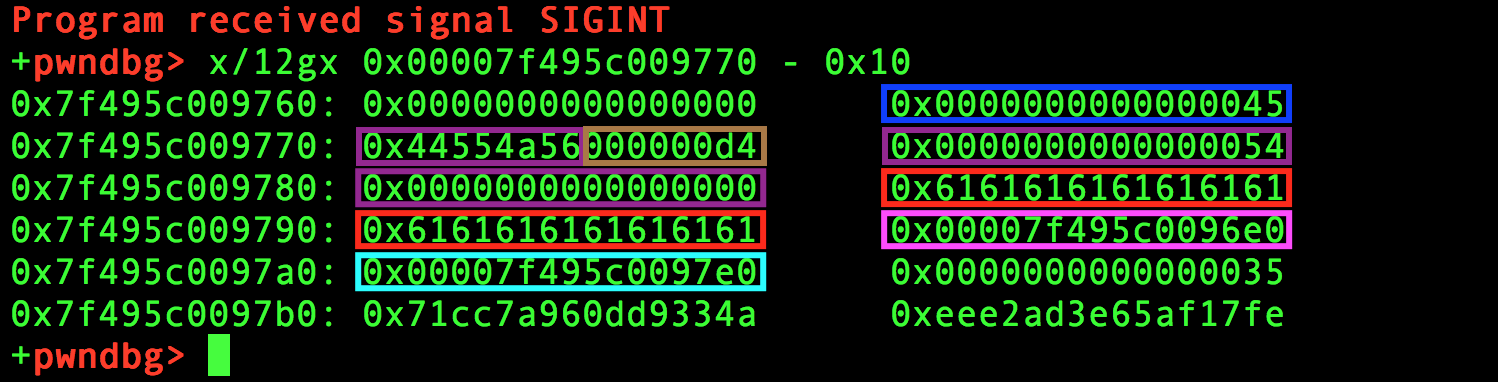 Program received signal SIGINT
+pwndbg> x/12gx 0x00007f495c009770 - 0x10
0x7f495c009760: 0x0000000000000000 0x0000000000000045
0x7f495c009770: 0x44554a56000000d4 0x0000000000000054
0x7f495c009780: 0x0000000000000000 0x6161616161616161
0x7f495c009790: 0x6161616161616161 0x00007f495c0096e0
0x7f495c0097a0: 0x00007f495c0097e0 0x0000000000000035
0x7f495c0097b0: 0x71cc7a960dd9334a 0xeee2ad3e65af17fe
+pwndbg>